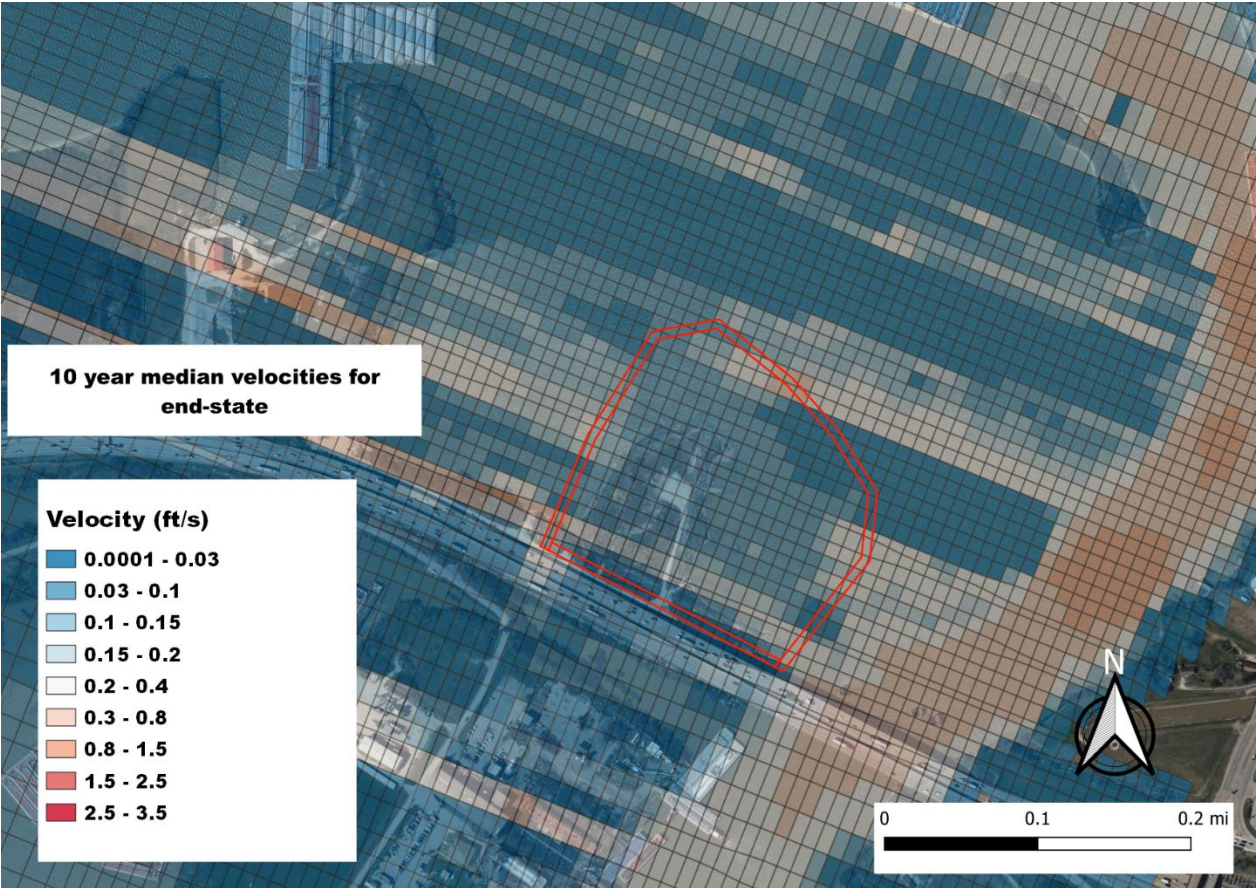 10 year median velocities for
end-state
Velocity (ft/s)
0.0001 - 0.03
0.03 - 0.1
0.1 - 0.15
0.15 - 0.2
0.2 - 0.4
0.3 - 0.8
0.8 - 1.5
1.5 - 2.5
2.5 - 3.5
N
0 0.1 0.2 mi